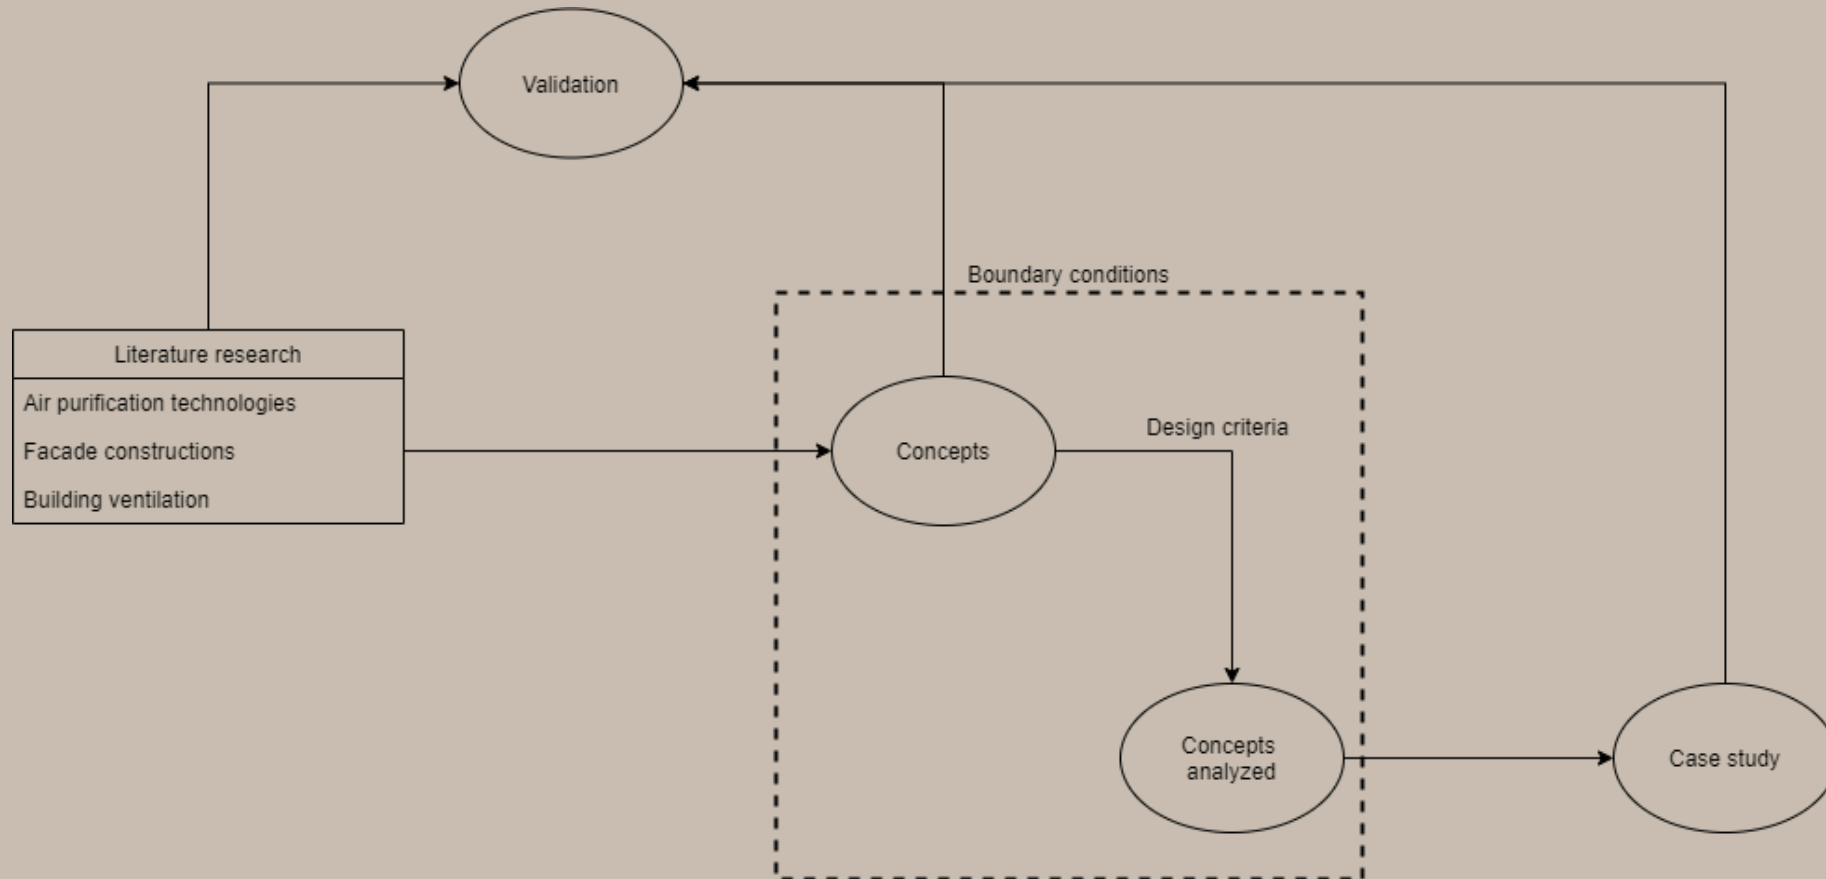 Validation
Boundary conditions
Literature research
Air purification technologies
Facade constructions
Building ventilation
Concepts
Design criteria
Concepts
analyzed
Case study